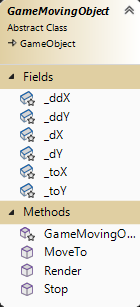 GameMovingObject
Abstract Class
GameObject
Fields
_ddX
_ddY
_dX
_dY
_toX
_toY
Methods
GameMovingO...
MoveTo
Render
Stop